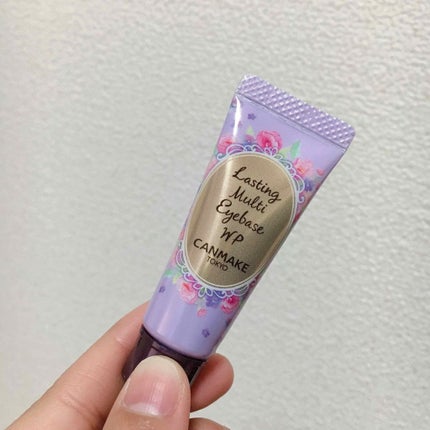 Lasting
Multi
Eyebase
WP
CANMAKE
TOKYO